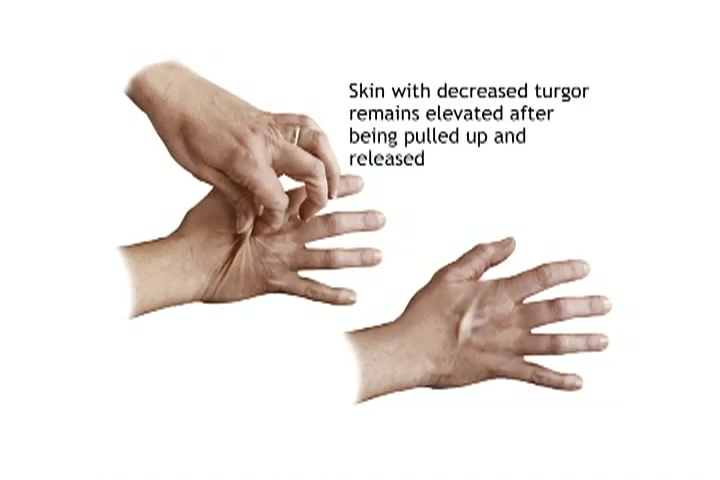 Skin with decreased turgor
remains elevated after
being pulled up and
released